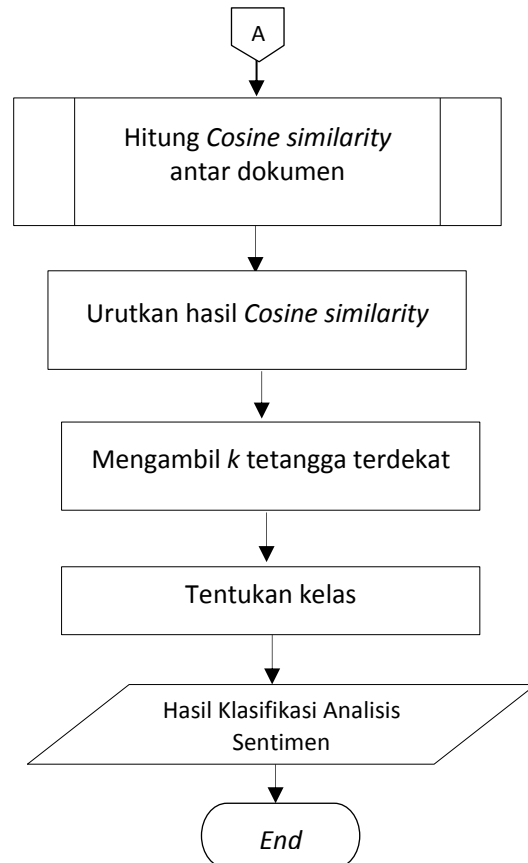 A
Hitung Cosine similarity
antar dokumen
Urutkan hasil Cosine similarity
Mengambil k tetangga terdekat
Tentukan kelas
Hasil Klasifikasi Analisis
Sentimen
End